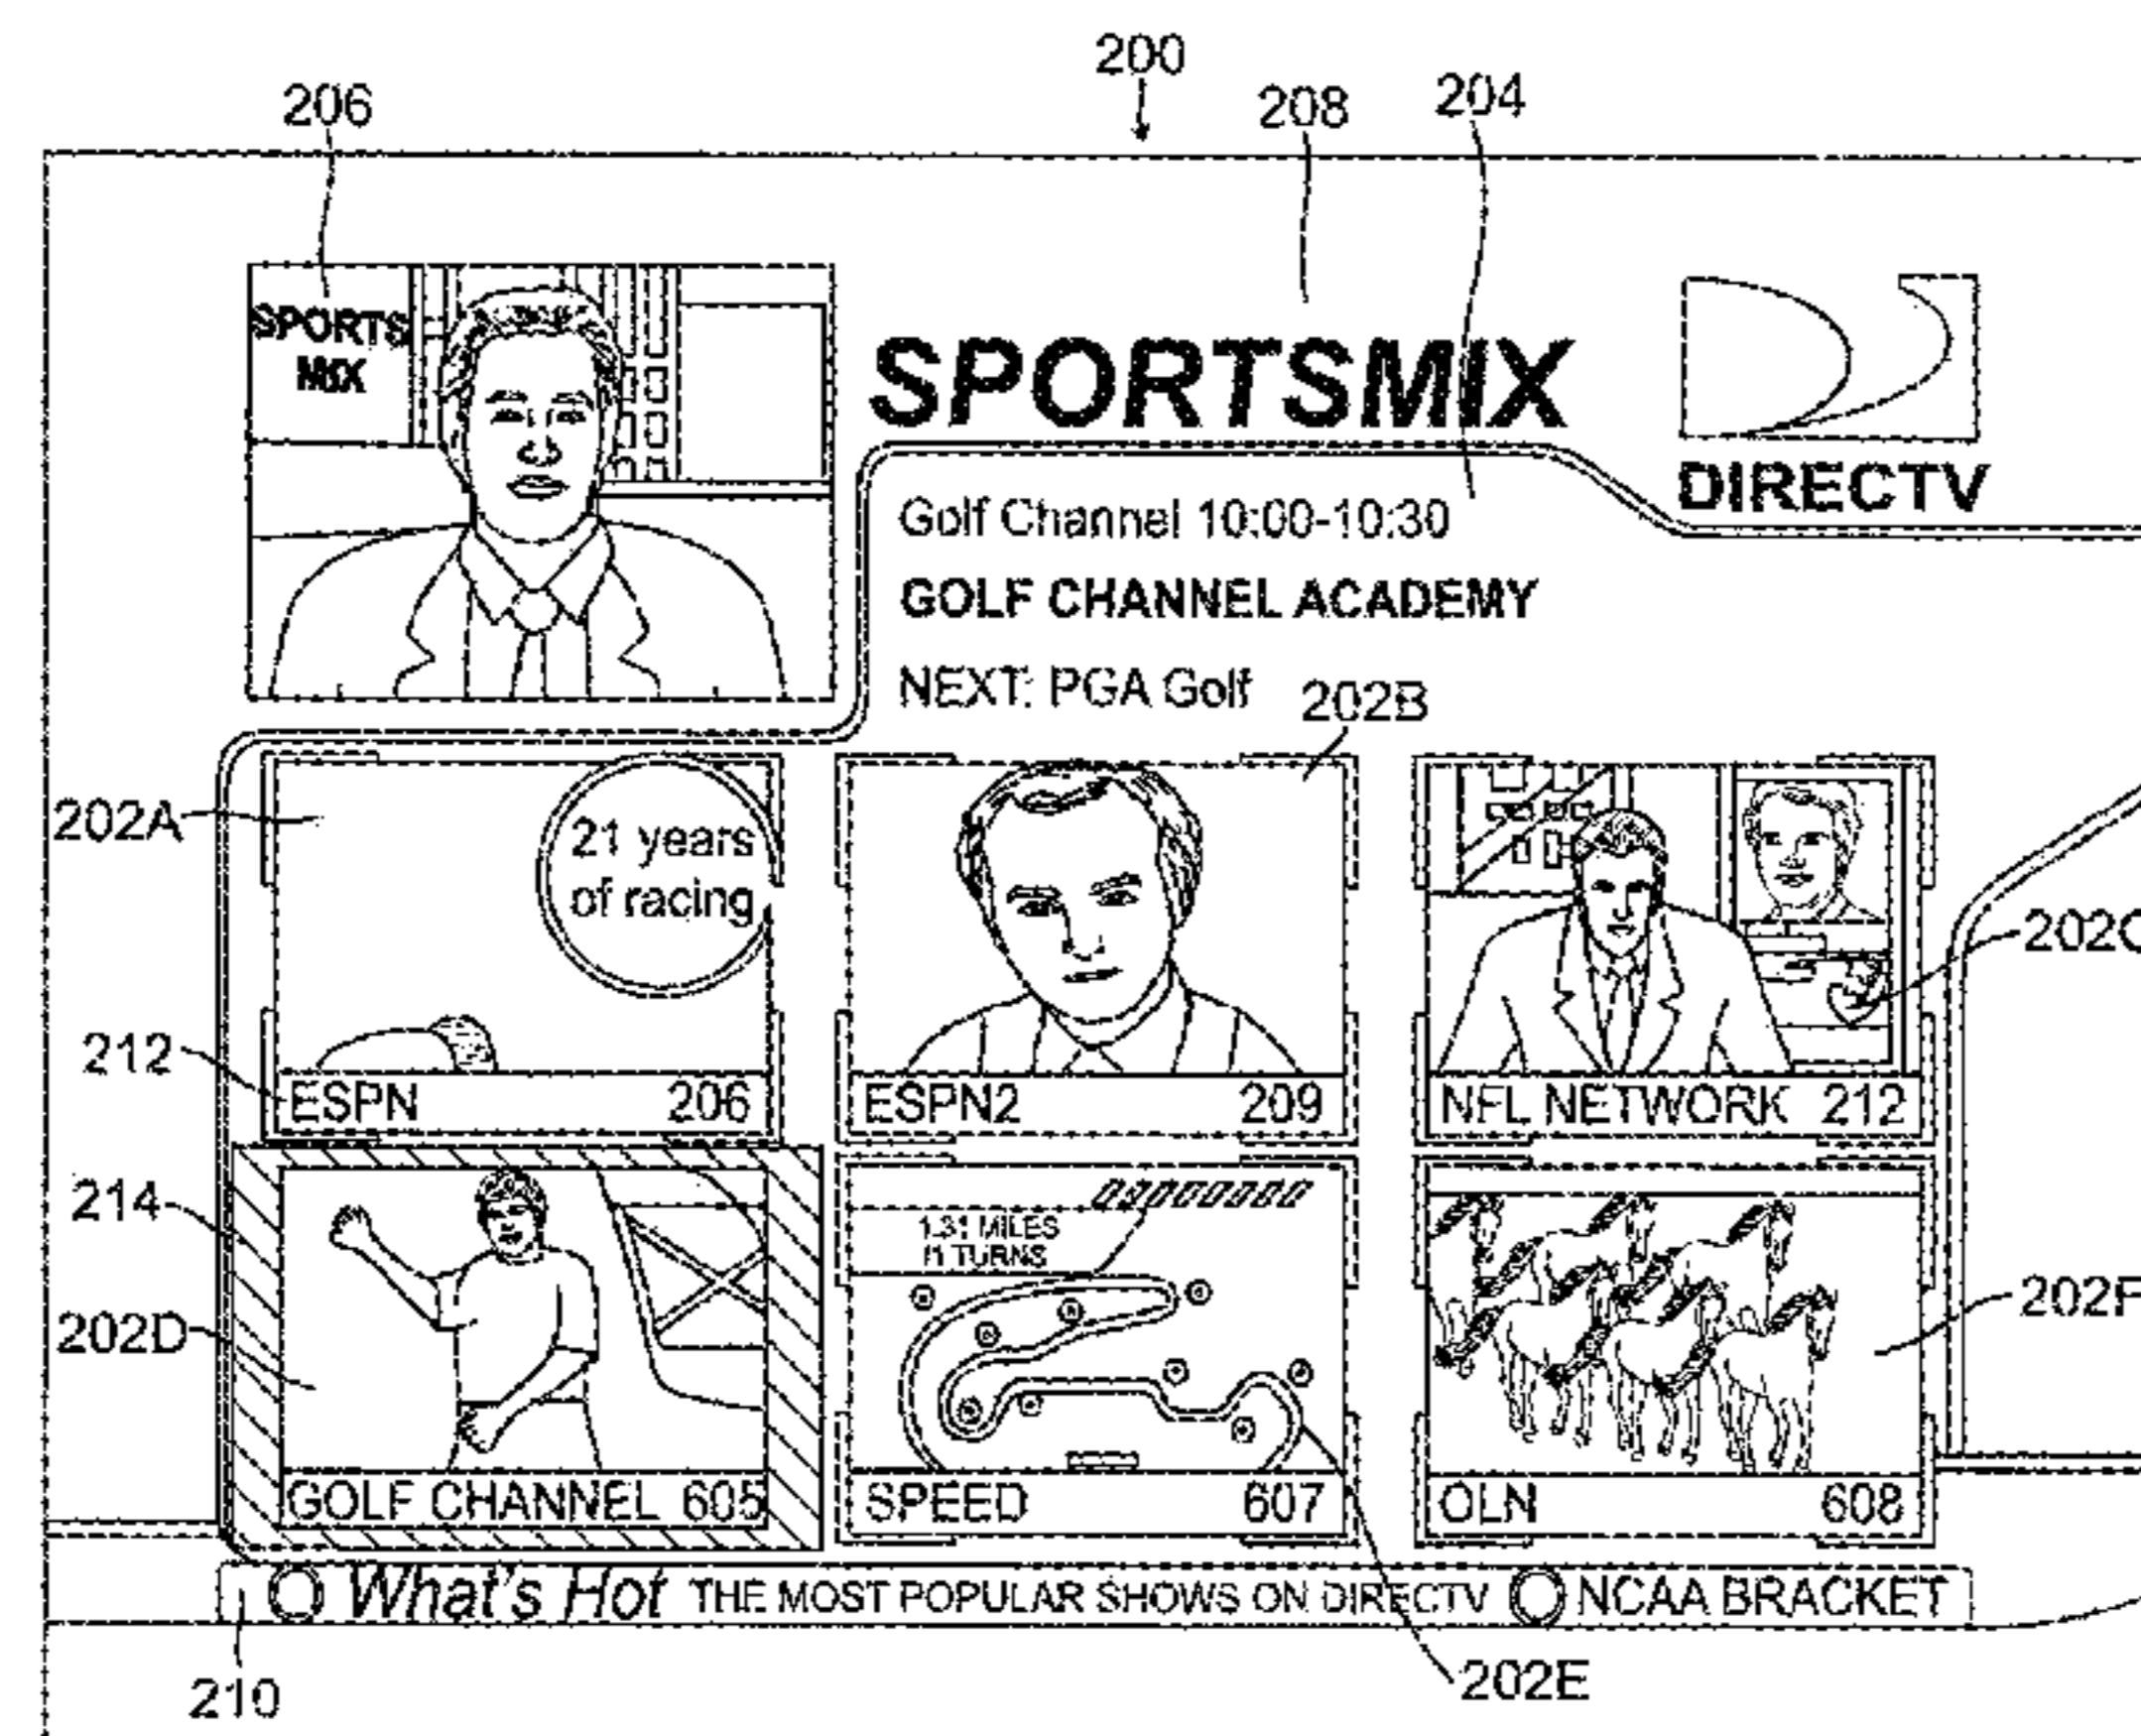 200
206
208
204
SPORTS
MIX
SPORTSMIX
DIRECTV
Golf Channel 10:00-10:30
GOLF CHANNEL ACADEMY
NEXT: PGA Golf
202B
202A
21 years
of racing
202C
212
ESPN 206
ESPN2 209
NFL NETWORK 212
214
1.31 MILES
11 TURNS
202F
202D
GOLF CHANNEL 605
SPEED 607
OLN 608
What's Hot THE MOST POPULAR SHOWS ON DIRECTV NCAA BRACKET
202E
210